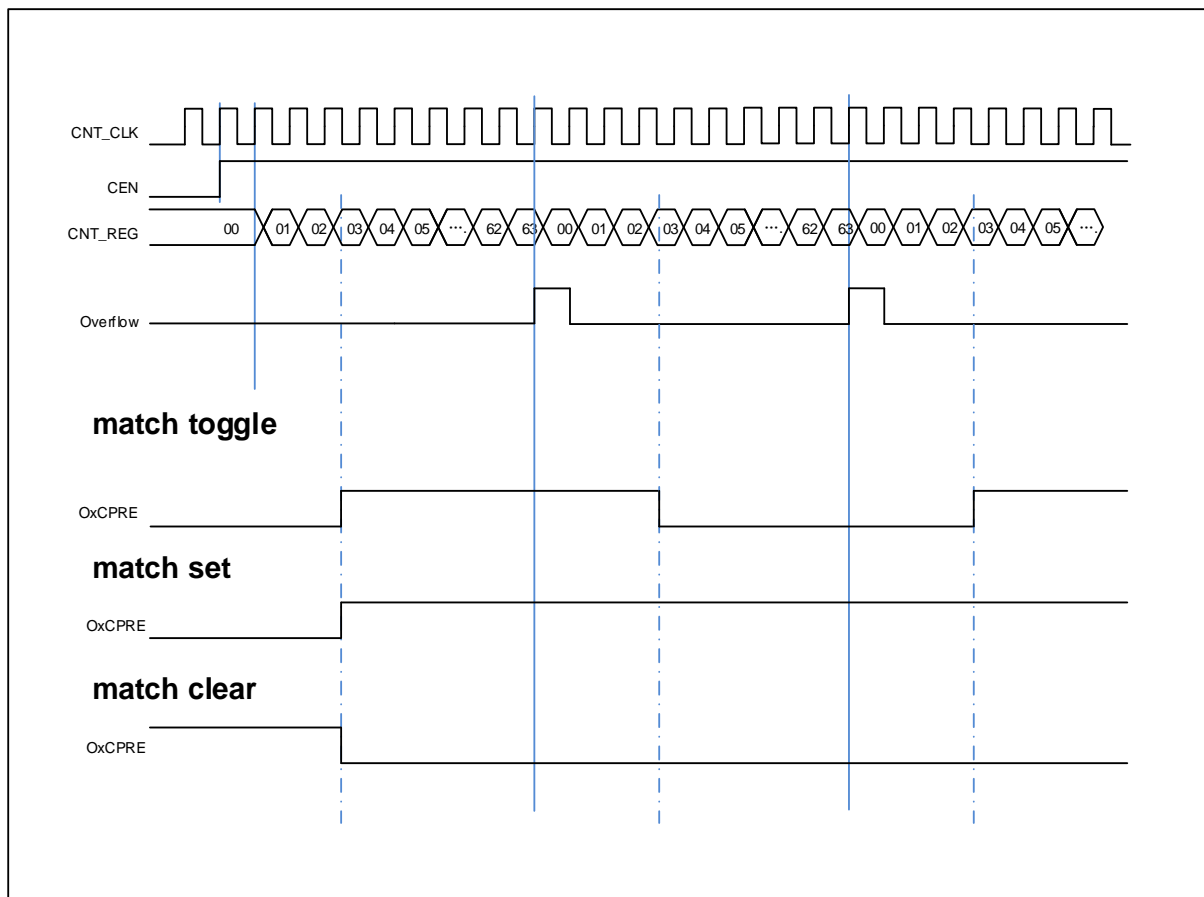 CNT_CLK
CEN
CNT_REG 00 01 02 03 04 05 ···. 62 63 00 01 02 03 04 05 ···. 62 63 00 01 02 03 04 05 ···.
Overflow
match toggle
OxCPRE
match set
OxCPRE
match clear
OxCPRE